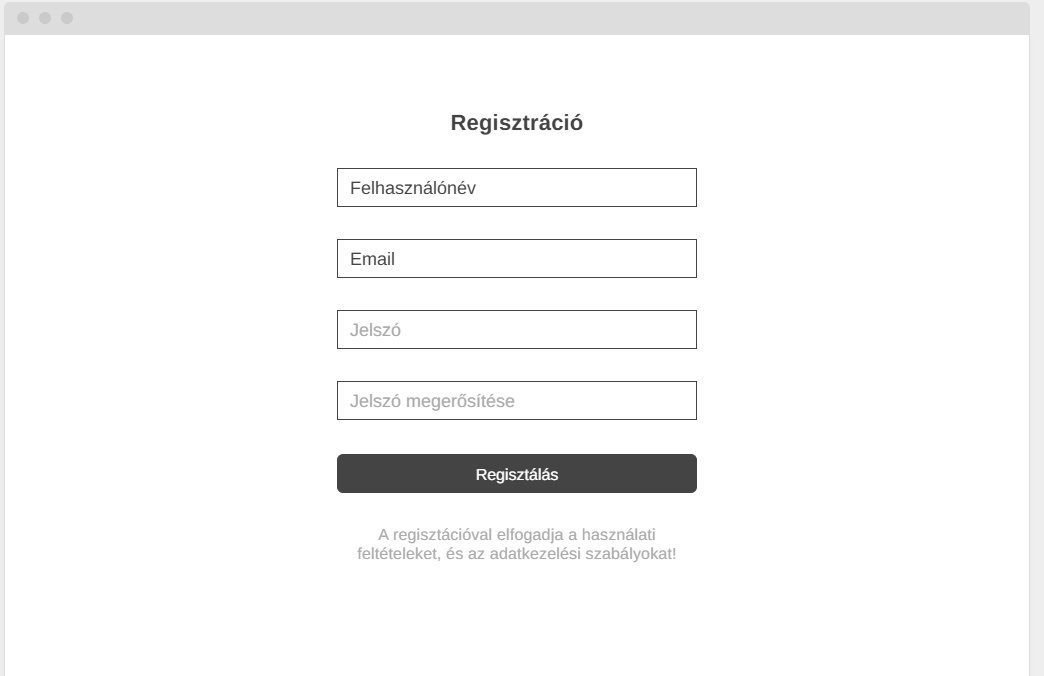 Regisztráció
Felhasználónév
Email
Jelszó
Jelszó megerősítése
Regisztálás
A regisztációval elfogadja a használati
feltételeket, és az adatkezelési szabályokat!